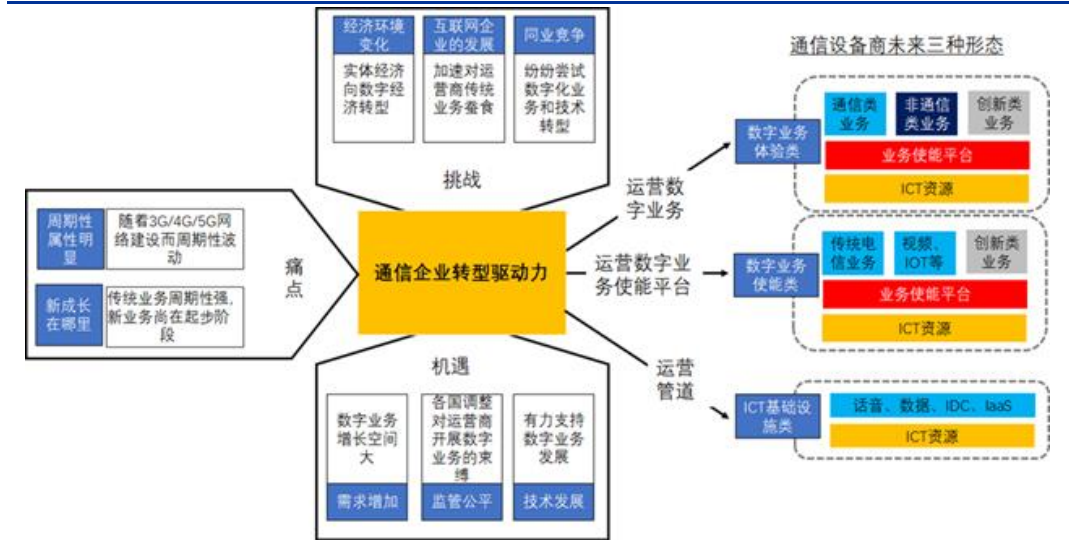 经济环境
变化
实体经济
向数字经
济转型
互联网企
业的发展
加速对运
营商传统
业务蚕食
同业竞争
纷纷尝试
数字化业
务和技术
转型
挑战
周期性
属性明
显
随着3G/4G/5G网
络建设而周期性波
动
新成长
在哪里
传统业务周期性强,
新业务尚在起步阶
段
痛
点
通信企业转型驱动力
机遇
数字业务
增长空间
大
需求增加
各国调整
对运营商
开展数字
业务的束
缚
监管公平
有力支持
数字业务
发展
技术发展
运营数
字业务
运营数字业
务使能平台
运营
管道
通信设备商未来三种形态
数字业务
体验类
通信类
业务
非通信
类业务
创新类
业务
业务使能平台
ICT资源
数字业务
使能类
传统电
信业务
视频、
IOT等
创新类
业务
业务使能平台
ICT资源
ICT基础设
施类
话音、数据、IDC、IaaS
ICT资源